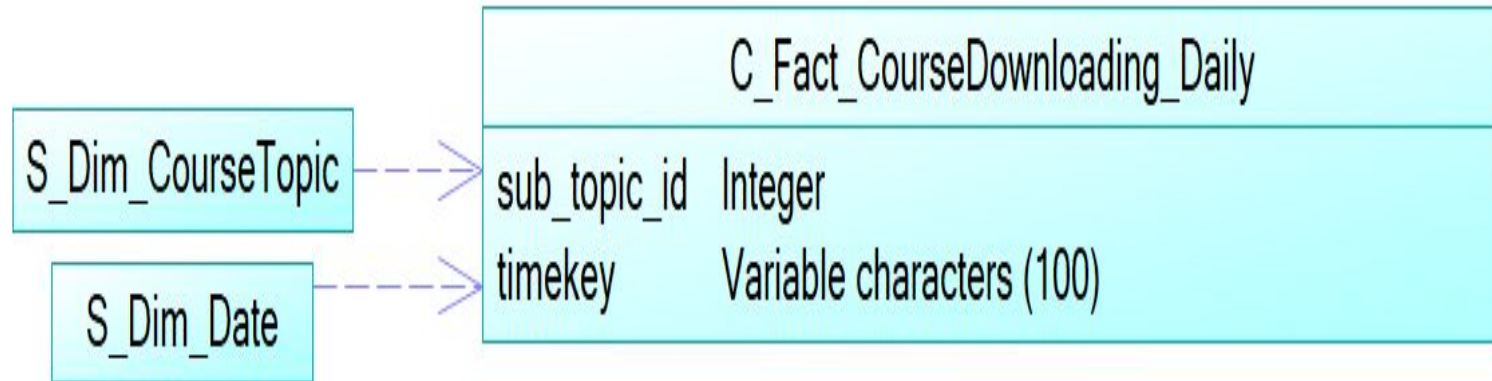 C_Fact_CourseDownloading_Daily
S_Dim_CourseTopic
sub_topic_id Integer
timekey Variable characters (100)
S_Dim_Date